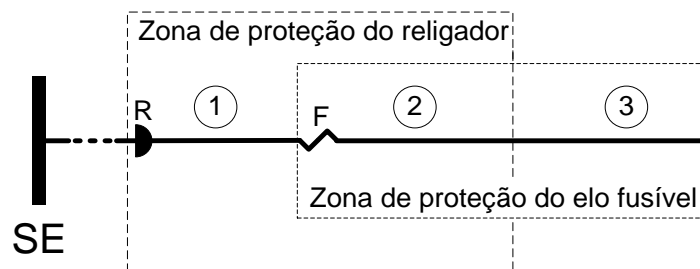 Zona de proteção do religador
R
1
F
2
3
Zona de proteção do elo fusível
SE